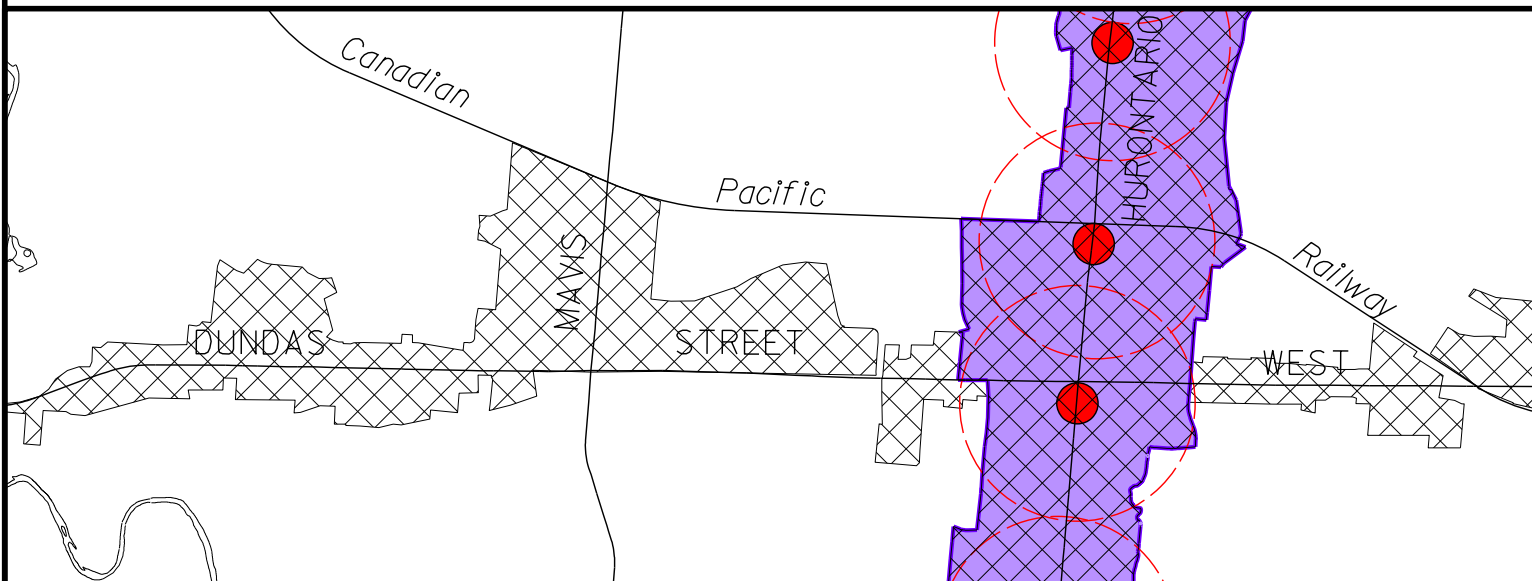 Canadian
Pacific
Railway
HURONTARIO
MAVIS
DUNDAS STREET WEST